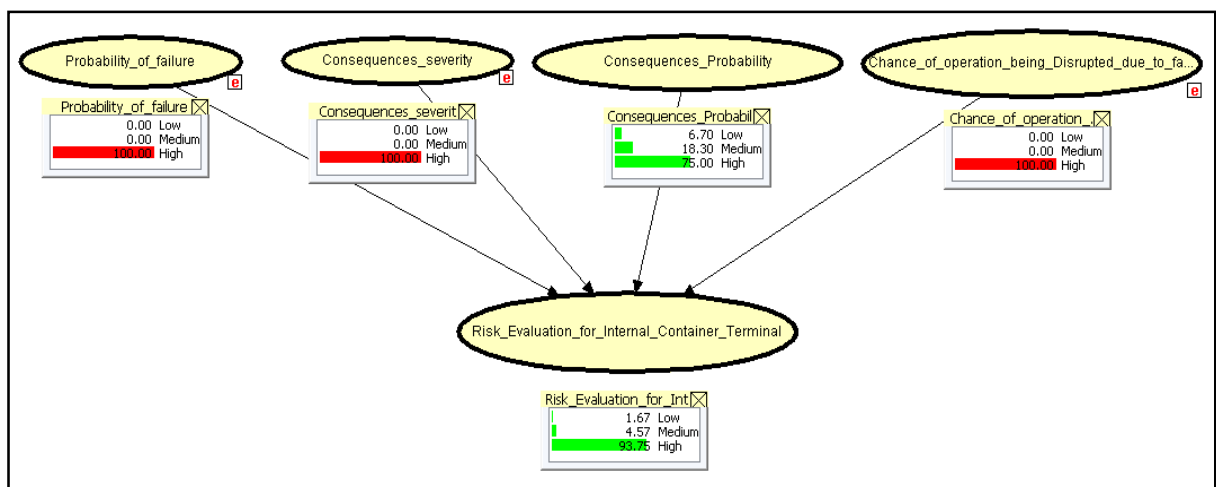 Probability_of_failure
Consequences_severity
Consequences_Probability
Chance_of_operation_being_Disrupted_due_to_fa...
e
e
e
Probability_of_failure
0.00 Low
0.00 Medium
100.00 High
Consequences_severit
0.00 Low
0.00 Medium
100.00 High
Consequences_Probabil
6.70 Low
18.30 Medium
75.00 High
Chance_of_operation_.
0.00 Low
0.00 Medium
100.00 High
Risk_Evaluation_for_Internal_Container_Terminal
Risk_Evaluation_for_Int
1.67 Low
4.57 Medium
93.75 High